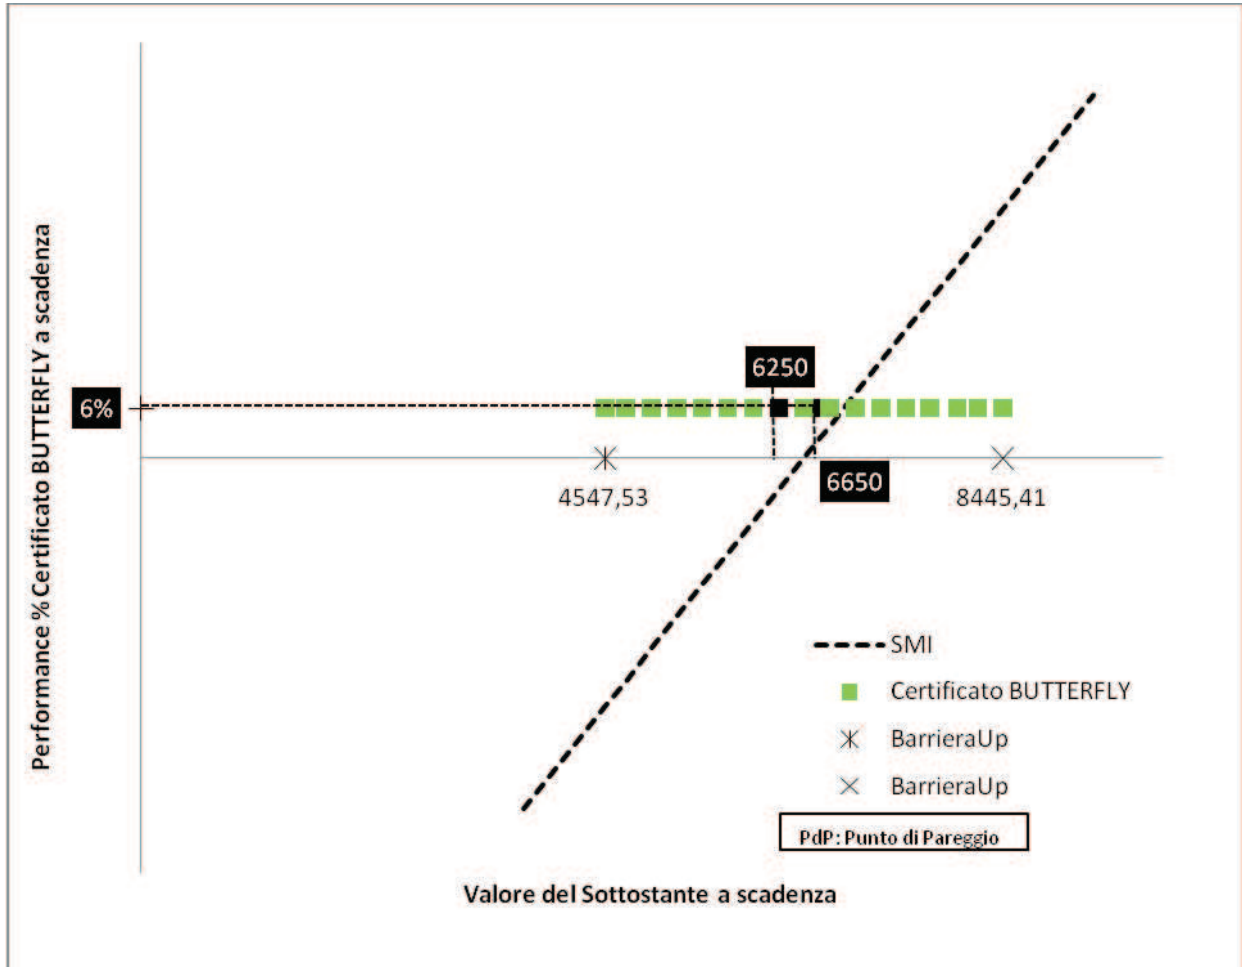 Performance % Certificato BUTTERFLY a scadenza
6250
6%
6650
4547,53
8445,41
SMI
Certificato BUTTERFLY
BarrieraUp
BarrieraUp
PdP: Punto di Pareggio
Valore del Sottostante a scadenza